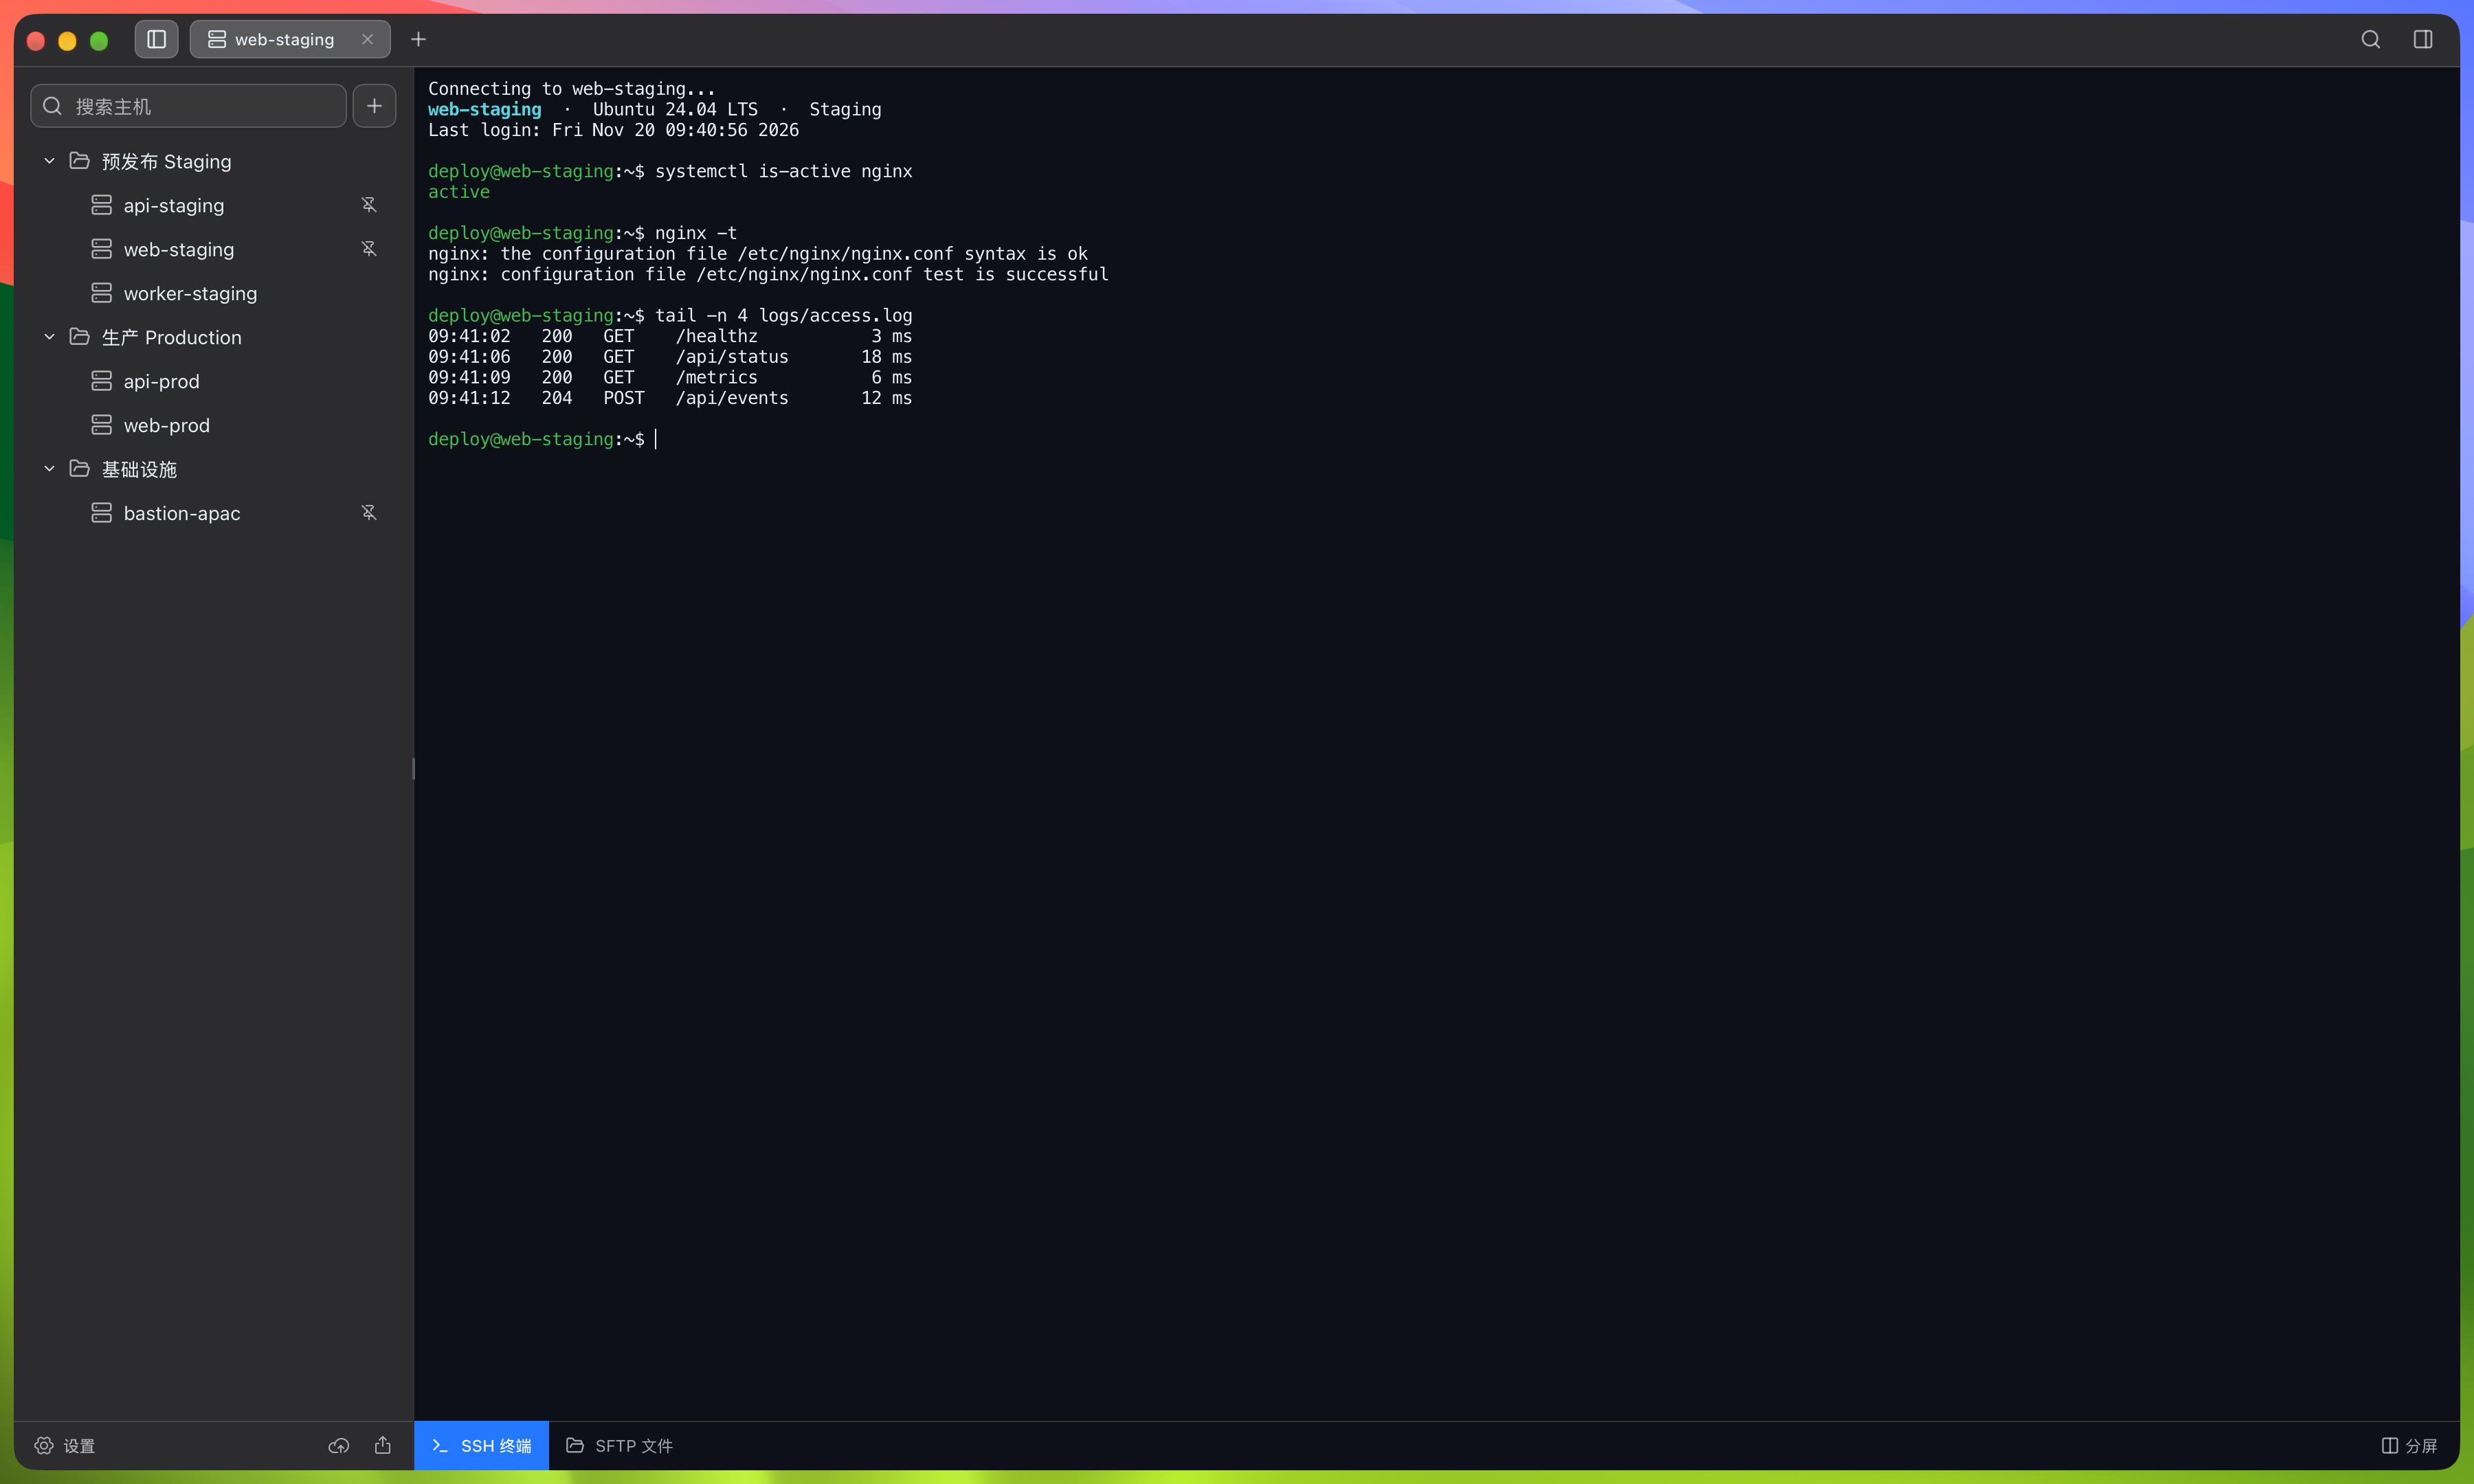 web-staging
搜索主机
预发布 Staging
api-staging
web-staging
worker-staging
生产 Production
api-prod
web-prod
基础设施
bastion-apac
设置
Connecting to web-staging...
web-staging · Ubuntu 24.04 LTS · Staging
Last login: Fri Nov 20 09:40:56 2026
deploy@web-staging:~$ systemctl is-active nginx
active
deploy@web-staging:~$ nginx -t
nginx: the configuration file /etc/nginx/nginx.conf syntax is ok
nginx: configuration file /etc/nginx/nginx.conf test is successful
deploy@web-staging:~$ tail -n 4 logs/access.log
09:41:02 200 GET /healthz 3 ms
09:41:06 200 GET /api/status 18 ms
09:41:09 200 GET /metrics 6 ms
09:41:12 204 POST /api/events 12 ms
deploy@web-staging:~$
SSH 终端
SFTP 文件
分屏